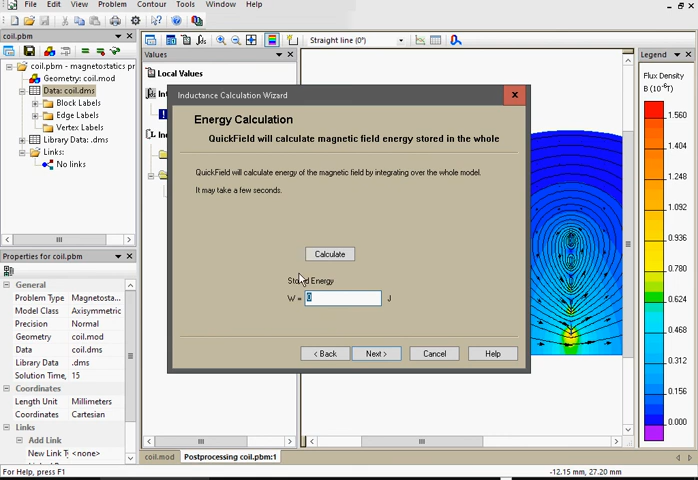 File Edit View Problem Contour Tools Window Help
coil.pbm
coil.pbm - magnetostatics pr
Geometry: coil.mod
Data: coil.dms
Block Labels
Edge Labels
Vertex Labels
Library Data: .dms
Links:
No links
Properties for coil.pbm
General
Problem Type Magnetosta...
Model Class Axisymmetric
Precision Normal
Geometry coil.mod
Data coil.dms
Library Data .dms
Solution Time, 15
Coordinates
Length Unit Millimeters
Coordinates Cartesian
Links
Add Link
New Link T <none>
Straight line (0°)
Values
Local Values
Inductance Calculation Wizard
Energy Calculation
QuickField will calculate magnetic field energy stored in the whole
QuickField will calculate energy of the magnetic field by integrating over the whole model.
It may take a few seconds.
Calculate
Stored Energy
W = 0 J
< Back Next > Cancel Help
Legend
Flux Density
B (10⁻⁶T)
1.560
1.404
1.248
1.092
0.936
0.780
0.624
0.468
0.312
0.156
0.000
coil.mod Postprocessing coil.pbm:1
For Help, press F1
-12.15 mm, 27.20 mm